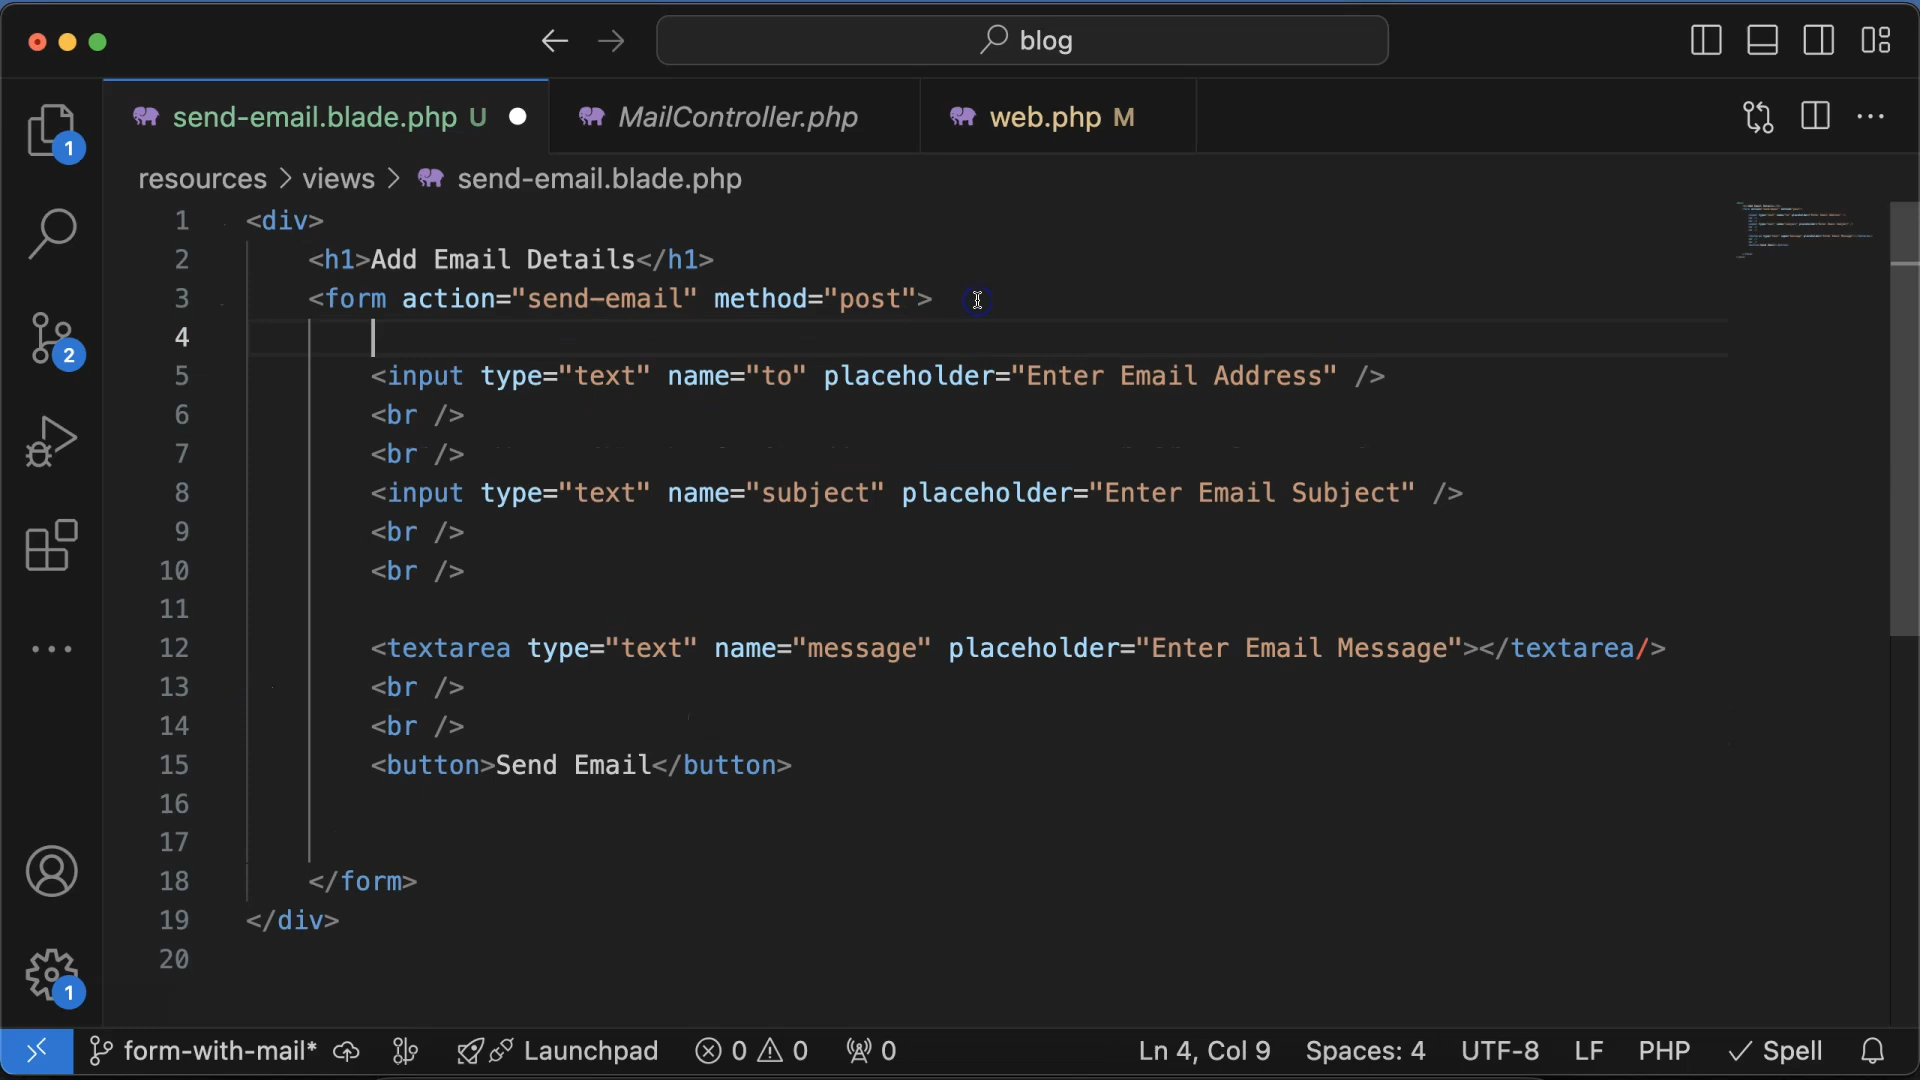 blog
send-email.blade.php U
MailController.php
web.php M
1
resources > views > send-email.blade.php
1 <div>
2 <h1>Add Email Details</h1>
3 <form action="send-email" method="post">
4
5 <input type="text" name="to" placeholder="Enter Email Address" />
6 <br />
7 <br />
8 <input type="text" name="subject" placeholder="Enter Email Subject" />
9 <br />
10 <br />
11
12 <textarea type="text" name="message" placeholder="Enter Email Message"></textarea/>
13 <br />
14 <br />
15 <button>Send Email</button>
16
17
18 </form>
19 </div>
20
2
1
form-with-mail* Launchpad 0 0 0 Ln 4, Col 9 Spaces: 4 UTF-8 LF PHP Spell